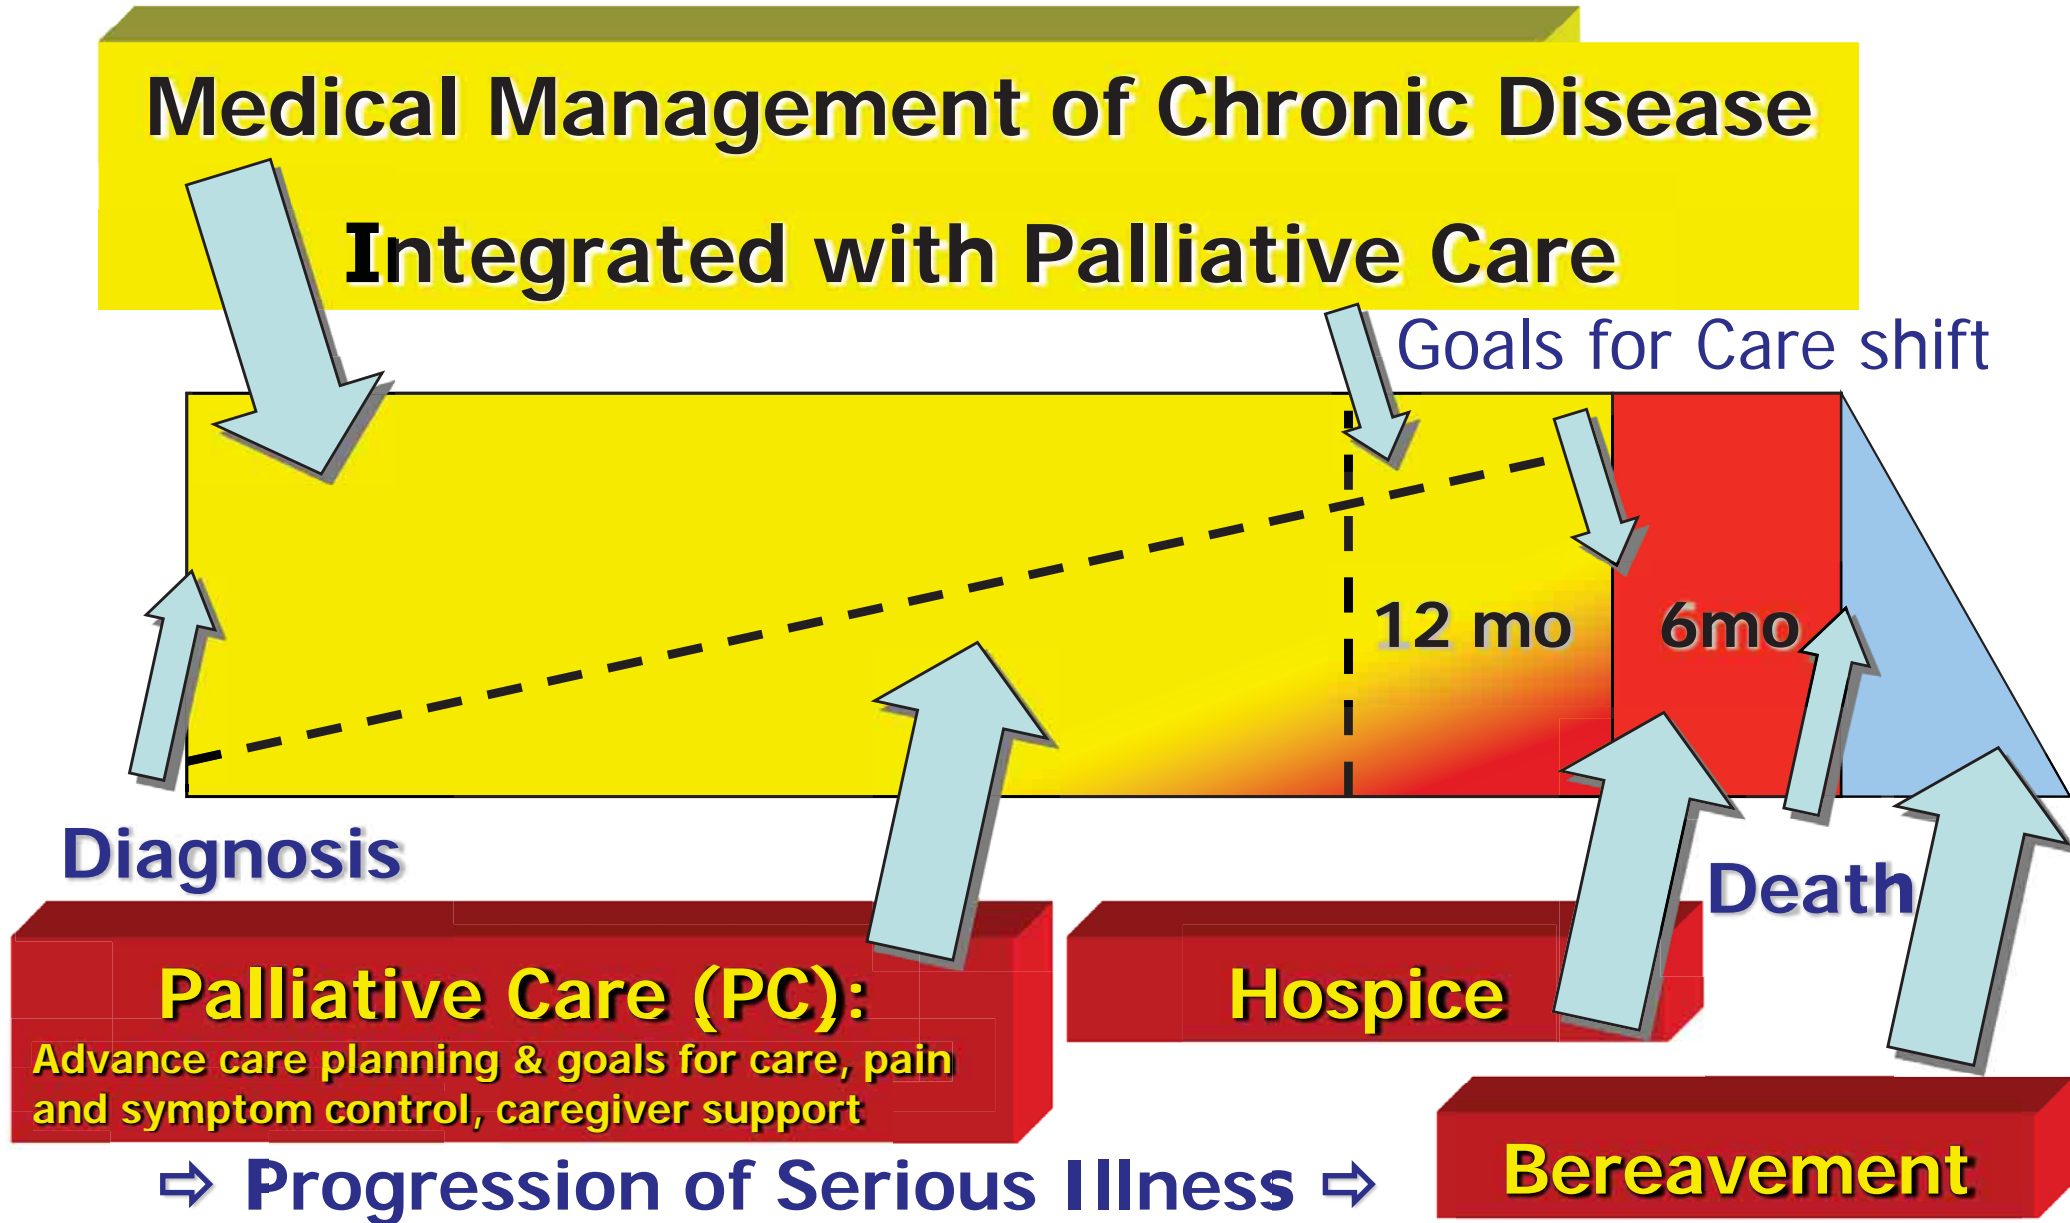 Medical Management of Chronic Disease
Integrated with Palliative Care
Goals for Care shift
12 mo
6mo
Diagnosis
Death
Palliative Care (PC):
Advance care planning & goals for care, pain
and symptom control, caregiver support
Hospice
Bereavement
⇨ Progression of Serious Illness ⇨